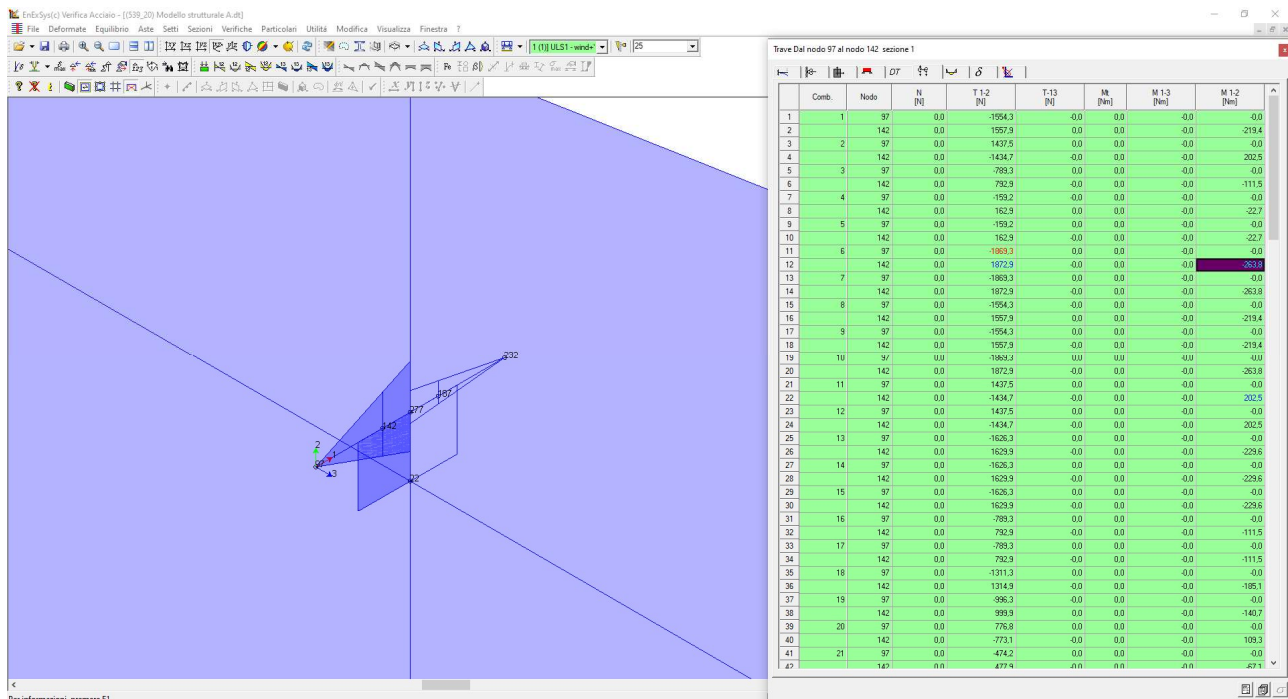 EnExSys(c) Verifica Acciaio - [(539_20) Modello strutturale A.dt]
File Deformate Equilibrio Aste Setti Sezioni Verifiche Particolari Utilità Modifica Visualizza Finestra ?
1 (1)| ULS1 - wind+
25
232
187
277
142
2
1
97
3
22
Per informazioni, premere F1
Trave Dal nodo 97 al nodo 142 sezione 1
DT δ
Comb. Nodo N [N] T 1-2 [N] T-13 [N] Mt [Nm] M 1-3 [Nm] M 1-2 [Nm]
1 1 97 0,0 -1554,3 -0,0 0,0 -0,0 -0,0
2 142 0,0 1557,9 -0,0 0,0 -0,0 -219,4
3 2 97 0,0 1437,5 -0,0 0,0 -0,0 -0,0
4 142 0,0 -1434,7 -0,0 0,0 -0,0 202,5
5 3 97 0,0 -789,3 -0,0 0,0 -0,0 -0,0
6 142 0,0 792,9 -0,0 0,0 -0,0 -111,5
7 4 97 0,0 -159,2 -0,0 0,0 -0,0 -0,0
8 142 0,0 162,9 -0,0 0,0 -0,0 -22,7
9 5 97 0,0 -159,2 -0,0 0,0 -0,0 -0,0
10 142 0,0 162,9 -0,0 0,0 -0,0 -22,7
11 6 97 0,0 -1869,3 -0,0 0,0 -0,0 -0,0
12 142 0,0 1872,9 -0,0 0,0 -0,0 -263,8
13 7 97 0,0 -1869,3 -0,0 0,0 -0,0 -0,0
14 142 0,0 1872,9 -0,0 0,0 -0,0 -263,8
15 8 97 0,0 -1554,3 -0,0 0,0 -0,0 -0,0
16 142 0,0 1557,9 -0,0 0,0 -0,0 -219,4
17 9 97 0,0 -1554,3 -0,0 0,0 -0,0 -0,0
18 142 0,0 1557,9 -0,0 0,0 -0,0 -219,4
19 10 97 0,0 -1869,3 -0,0 0,0 -0,0 -0,0
20 142 0,0 1872,9 -0,0 0,0 -0,0 -263,8
21 11 97 0,0 1437,5 -0,0 0,0 -0,0 -0,0
22 142 0,0 -1434,7 -0,0 0,0 -0,0 202,5
23 12 97 0,0 1437,5 -0,0 0,0 -0,0 -0,0
24 142 0,0 -1434,7 -0,0 0,0 -0,0 202,5
25 13 97 0,0 -1626,3 -0,0 0,0 -0,0 -0,0
26 142 0,0 1629,9 -0,0 0,0 -0,0 -229,6
27 14 97 0,0 -1626,3 -0,0 0,0 -0,0 -0,0
28 142 0,0 1629,9 -0,0 0,0 -0,0 -229,6
29 15 97 0,0 -1626,3 -0,0 0,0 -0,0 -0,0
30 142 0,0 1629,9 -0,0 0,0 -0,0 -229,6
31 16 97 0,0 -789,3 -0,0 0,0 -0,0 -0,0
32 142 0,0 792,9 -0,0 0,0 -0,0 -111,5
33 17 97 0,0 -789,3 -0,0 0,0 -0,0 -0,0
34 142 0,0 792,9 -0,0 0,0 -0,0 -111,5
35 18 97 0,0 -1311,3 -0,0 0,0 -0,0 -0,0
36 142 0,0 1314,9 -0,0 0,0 -0,0 -185,1
37 19 97 0,0 -996,3 -0,0 0,0 -0,0 -0,0
38 142 0,0 999,9 -0,0 0,0 -0,0 -140,7
39 20 97 0,0 776,8 -0,0 0,0 -0,0 -0,0
40 142 0,0 -773,1 -0,0 0,0 -0,0 109,3
41 21 97 0,0 -474,2 -0,0 0,0 -0,0 -0,0
42 142 0,0 477,9 -0,0 0,0 -0,0 -67,1